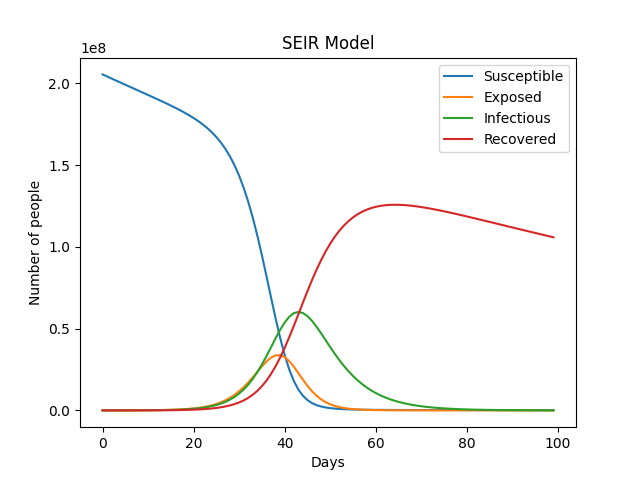 SEIR Model
1e8
2.0
1.5
1.0
0.5
0.0
Number of people
Susceptible
Exposed
Infectious
Recovered
0 20 40 60 80 100
Days